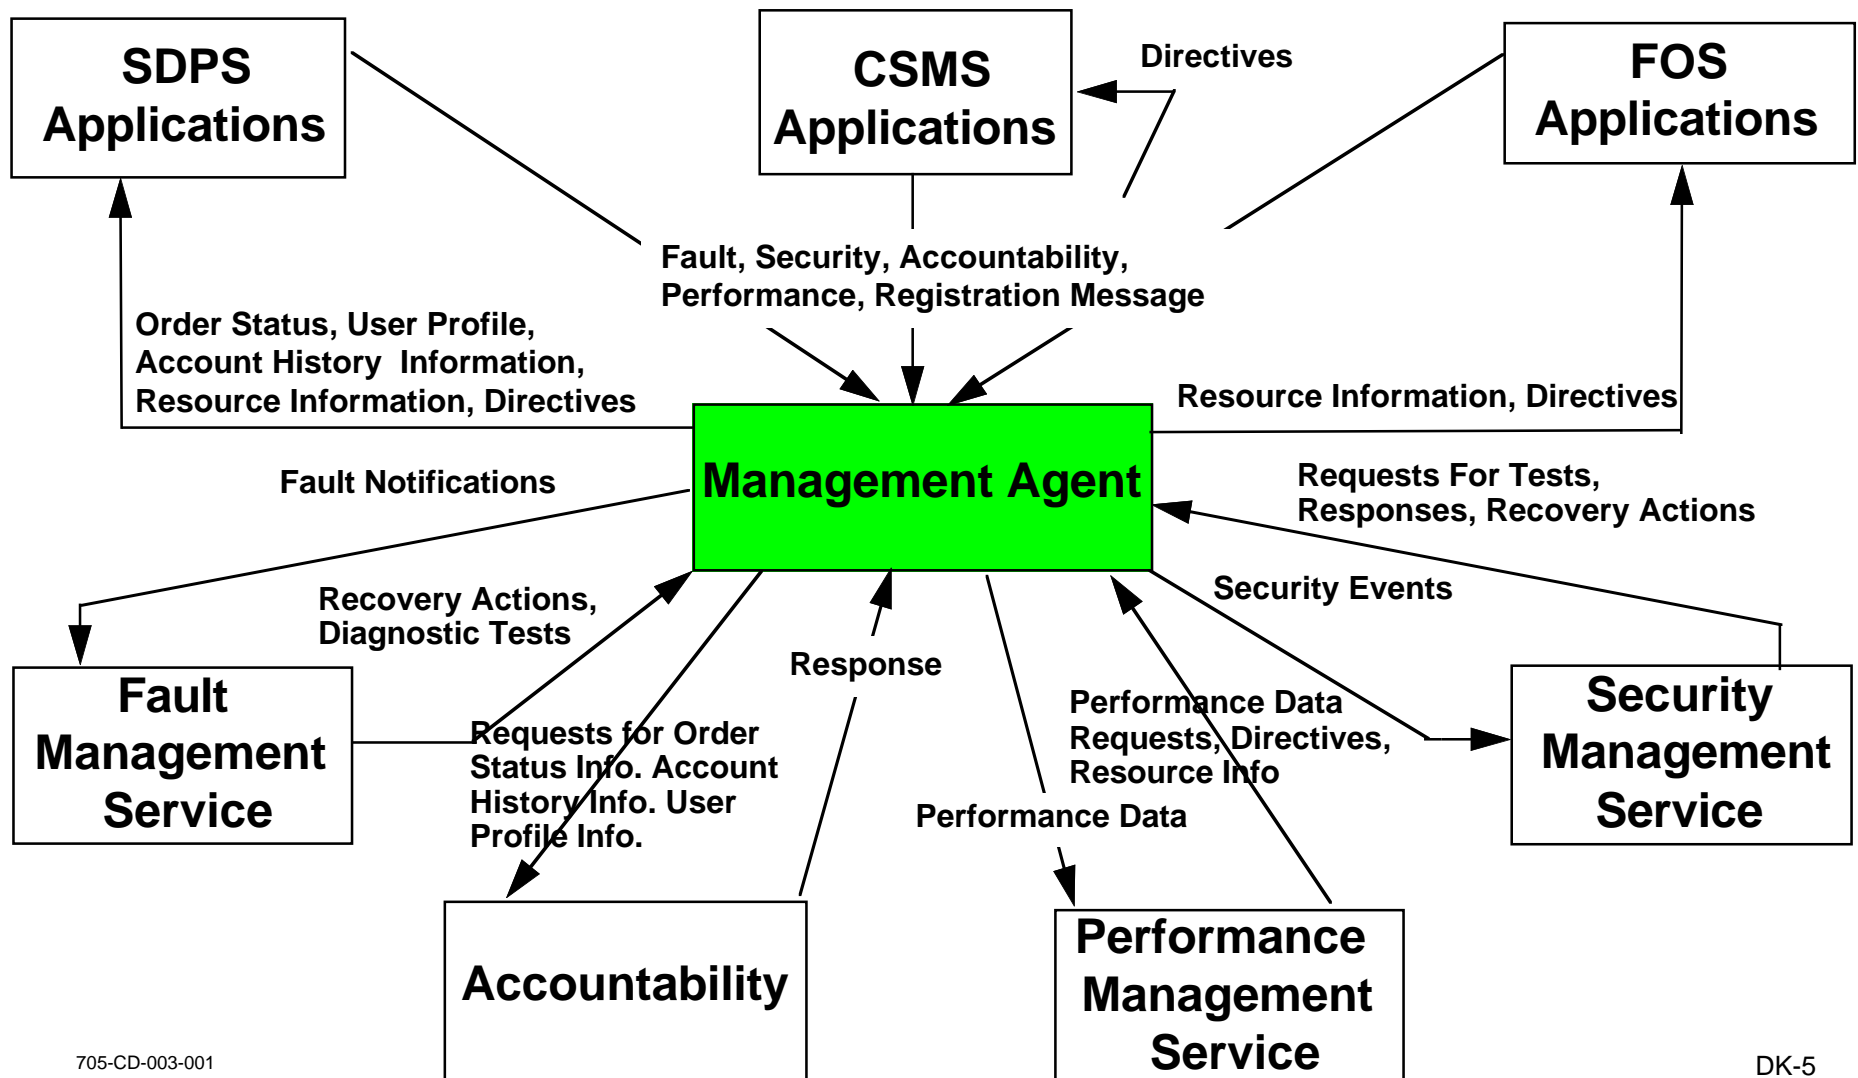 SDPS
Applications
CSMS
Applications
Directives
FOS
Applications
Fault, Security, Accountability,
Performance, Registration Message
Order Status, User Profile,
Account History Information,
Resource Information, Directives
Resource Information, Directives
Management Agent
Fault Notifications
Requests For Tests,
Responses, Recovery Actions
Recovery Actions,
Diagnostic Tests
Security Events
Response
Fault
Management
Service
Requests for Order
Status Info. Account
History Info. User
Profile Info.
Performance Data
Requests, Directives,
Resource Info
Performance Data
Security
Management
Service
Accountability
Performance
Management
Service
705-CD-003-001
DK-5